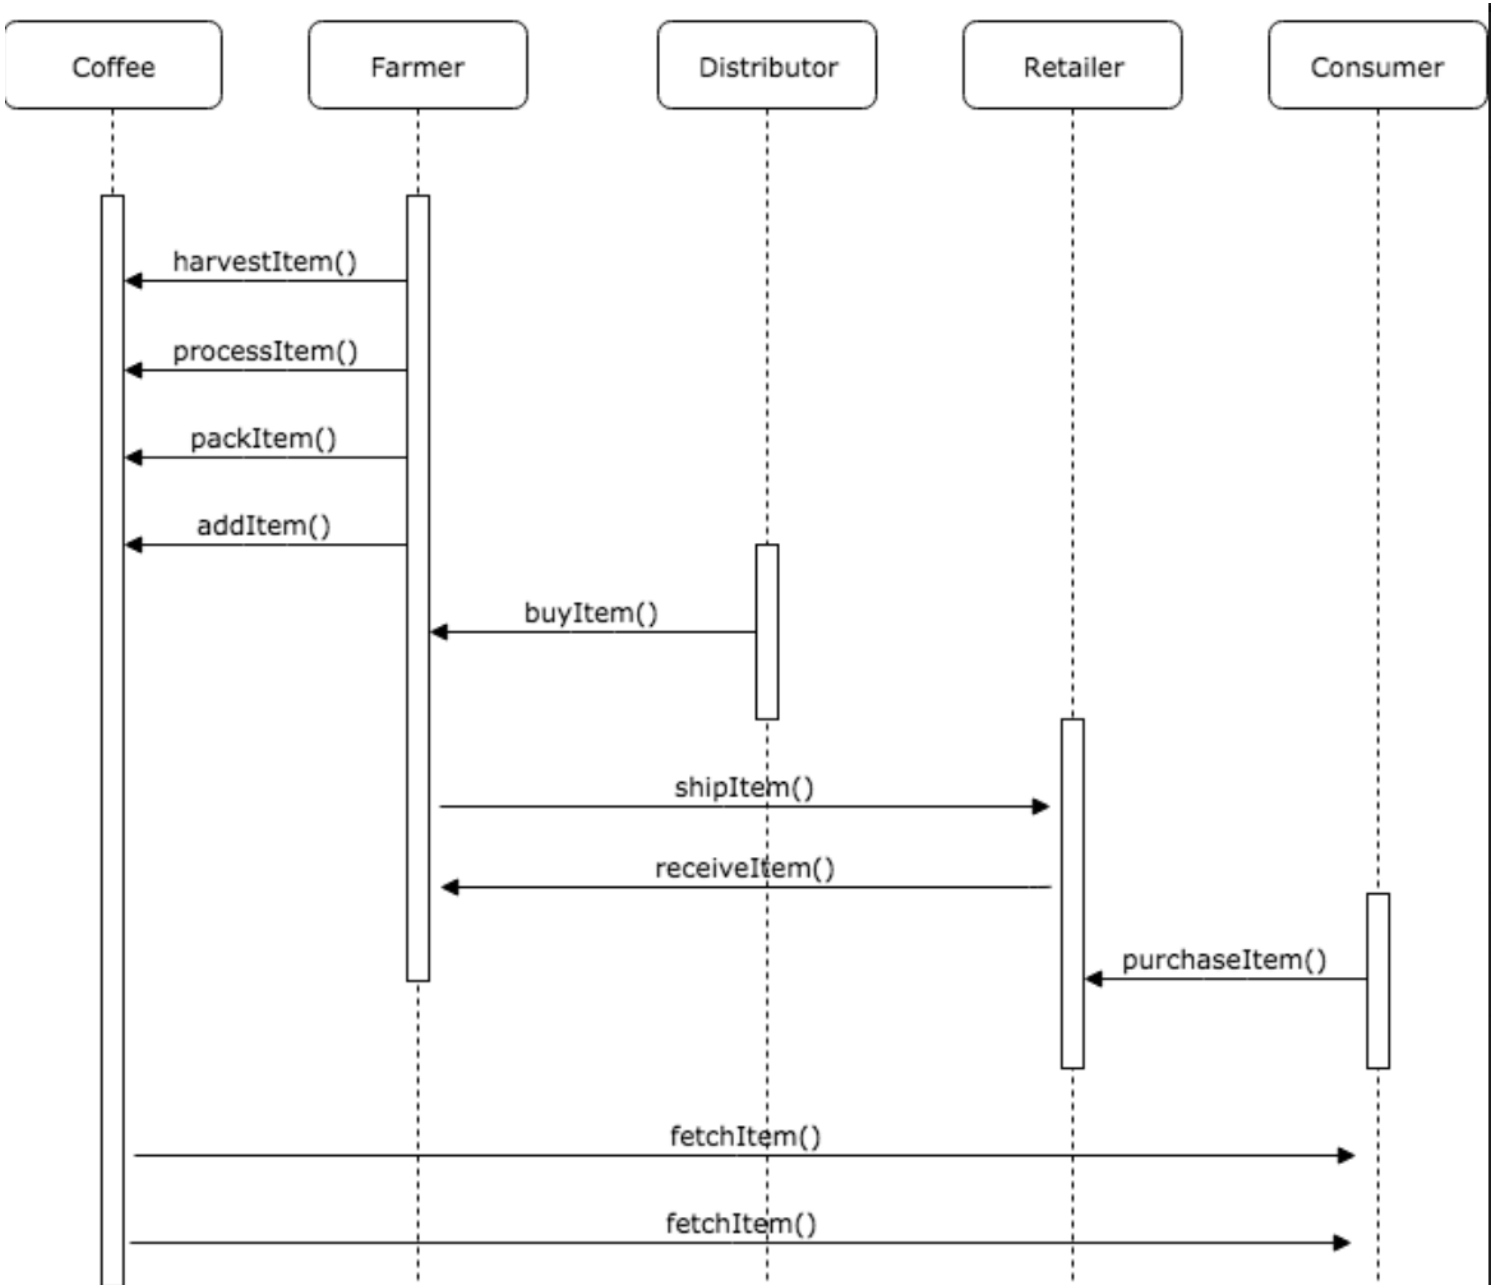 Coffee
Farmer
Distributor
Retailer
Consumer
harvestItem()
processItem()
packItem()
addItem()
buyItem()
shipItem()
receiveItem()
purchaseItem()
fetchItem()
fetchItem()